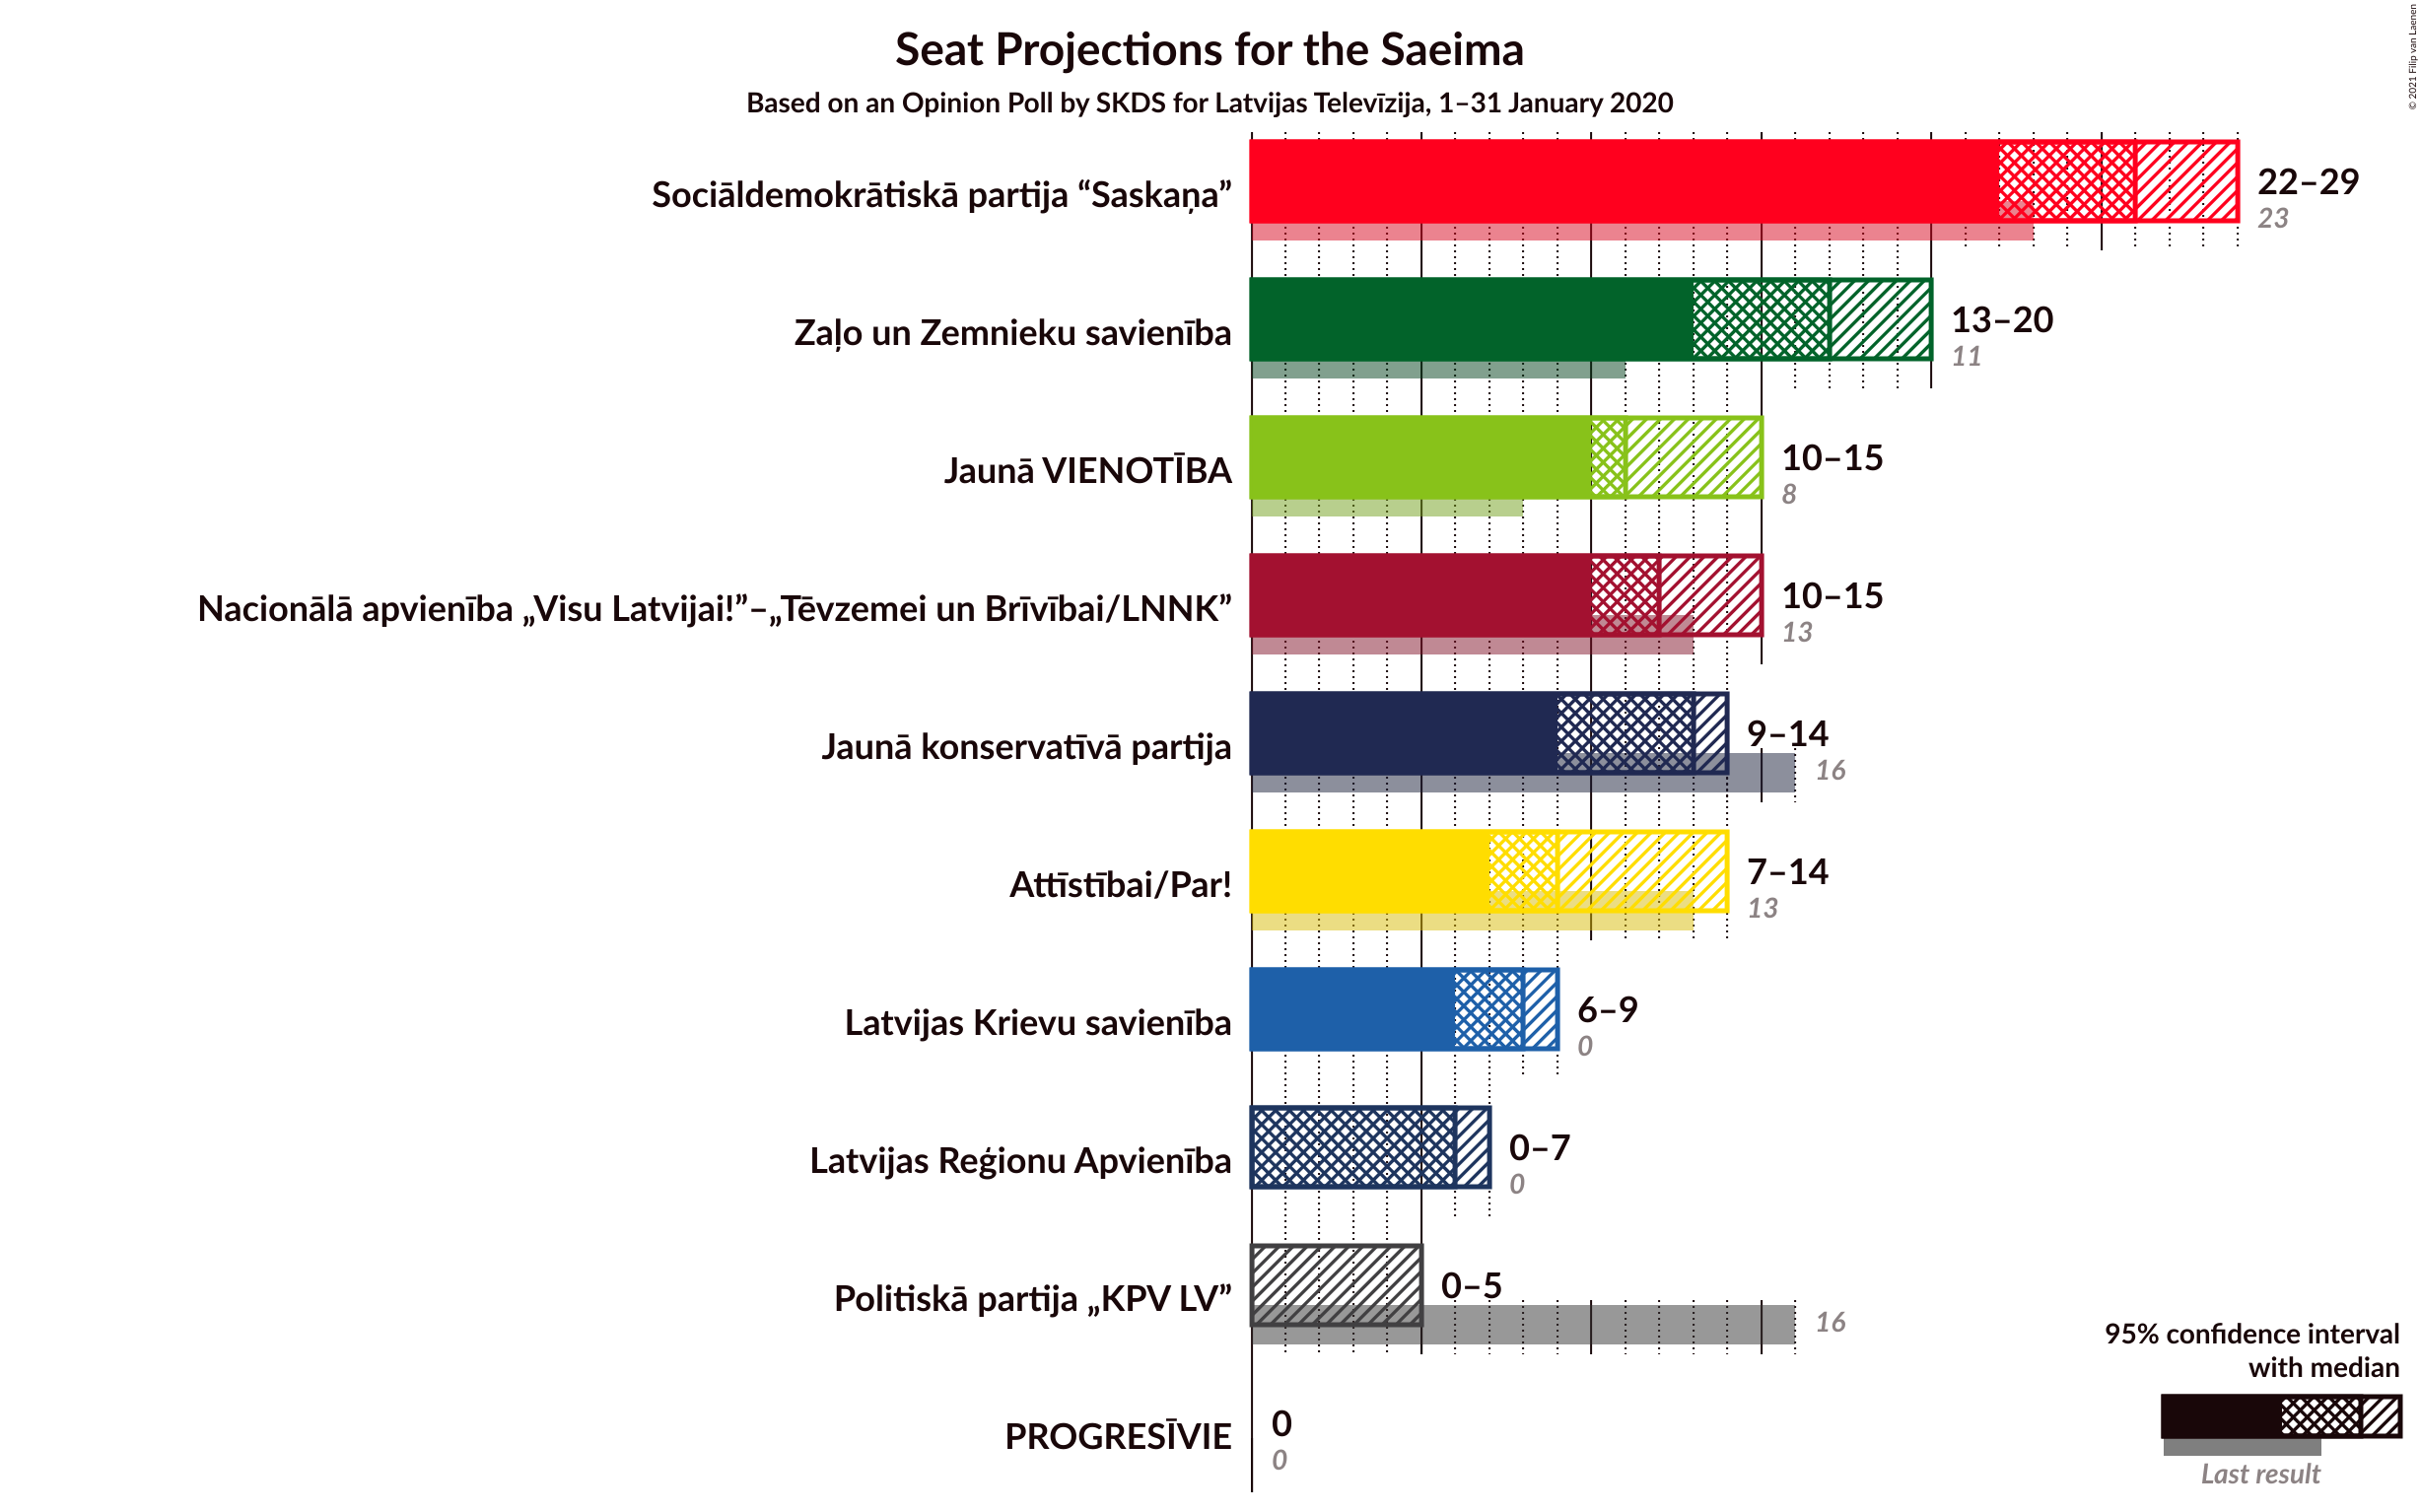 Seat Projections for the Saeima
Based on an Opinion Poll by SKDS for Latvijas Televīzija, 1–31 January 2020
© 2021 Filip van Laenen
Sociāldemokrātiskā partija “Saskaņa”
22–29
23
Zaļo un Zemnieku savienība
13–20
11
Jaunā VIENOTĪBA
10–15
8
Nacionālā apvienība „Visu Latvijai!”–„Tēvzemei un Brīvībai/LNNK”
10–15
13
Jaunā konservatīvā partija
9–14
16
Attīstībai/Par!
7–14
13
Latvijas Krievu savienība
6–9
0
Latvijas Reģionu Apvienība
0–7
0
Politiskā partija „KPV LV”
0–5
16
PROGRESĪVIE
0
0
95% confidence interval
with median
Last result